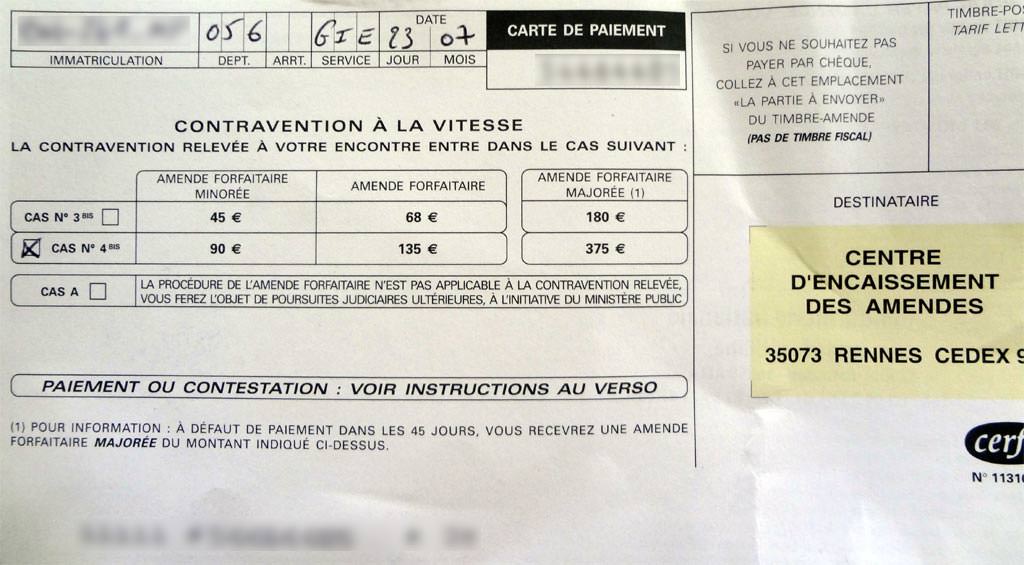 056 GIE 23 07
DATE
IMMATRICULATION DEPT. ARRT. SERVICE JOUR MOIS
CARTE DE PAIEMENT
CONTRAVENTION À LA VITESSE
LA CONTRAVENTION RELEVÉE À VOTRE ENCONTRE ENTRE DANS LE CAS SUIVANT :
AMENDE FORFAITAIRE MINORÉE
AMENDE FORFAITAIRE
AMENDE FORFAITAIRE MAJORÉE (1)
CAS N° 3 BIS 45 € 68 € 180 €
CAS N° 4 BIS 90 € 135 € 375 €
CAS A
LA PROCÉDURE DE L'AMENDE FORFAITAIRE N'EST PAS APPLICABLE À LA CONTRAVENTION RELEVÉE,
VOUS FEREZ L'OBJET DE POURSUITES JUDICIAIRES ULTÉRIEURES, À L'INITIATIVE DU MINISTÈRE PUBLIC
PAIEMENT OU CONTESTATION : VOIR INSTRUCTIONS AU VERSO
(1) POUR INFORMATION : À DÉFAUT DE PAIEMENT DANS LES 45 JOURS, VOUS RECEVREZ UNE AMENDE
FORFAITAIRE MAJORÉE DU MONTANT INDIQUÉ CI-DESSUS.
SI VOUS NE SOUHAITEZ PAS
PAYER PAR CHÈQUE,
COLLEZ À CET EMPLACEMENT
«LA PARTIE À ENVOYER»
DU TIMBRE-AMENDE
(PAS DE TIMBRE FISCAL)
TIMBRE-POS
TARIF LETT
DESTINATAIRE
CENTRE
D'ENCAISSEMENT
DES AMENDES
35073 RENNES CEDEX 9
cerf
N° 1131